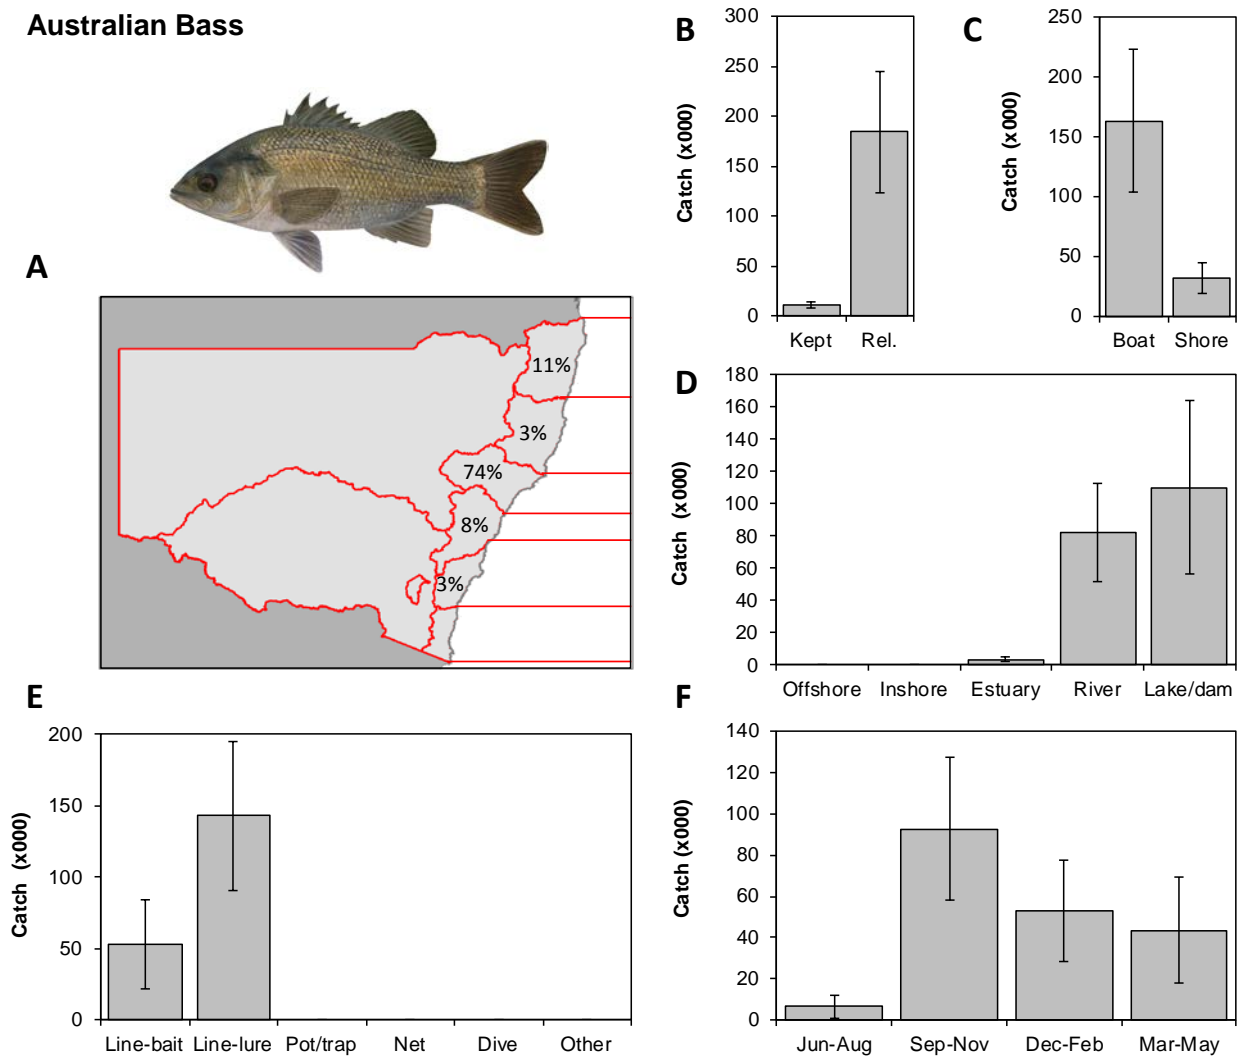 Australian Bass
A
11%
3%
74%
8%
3%
B
Catch (x000)
300
250
200
150
100
50
0
Kept Rel.
C
Catch (x000)
250
200
150
100
50
0
Boat Shore
D
Catch (x000)
180
160
140
120
100
80
60
40
20
0
Offshore Inshore Estuary River Lake/dam
E
Catch (x000)
200
150
100
50
0
Line-bait Line-lure Pot/trap Net Dive Other
F
Catch (x000)
140
120
100
80
60
40
20
0
Jun-Aug Sep-Nov Dec-Feb Mar-May